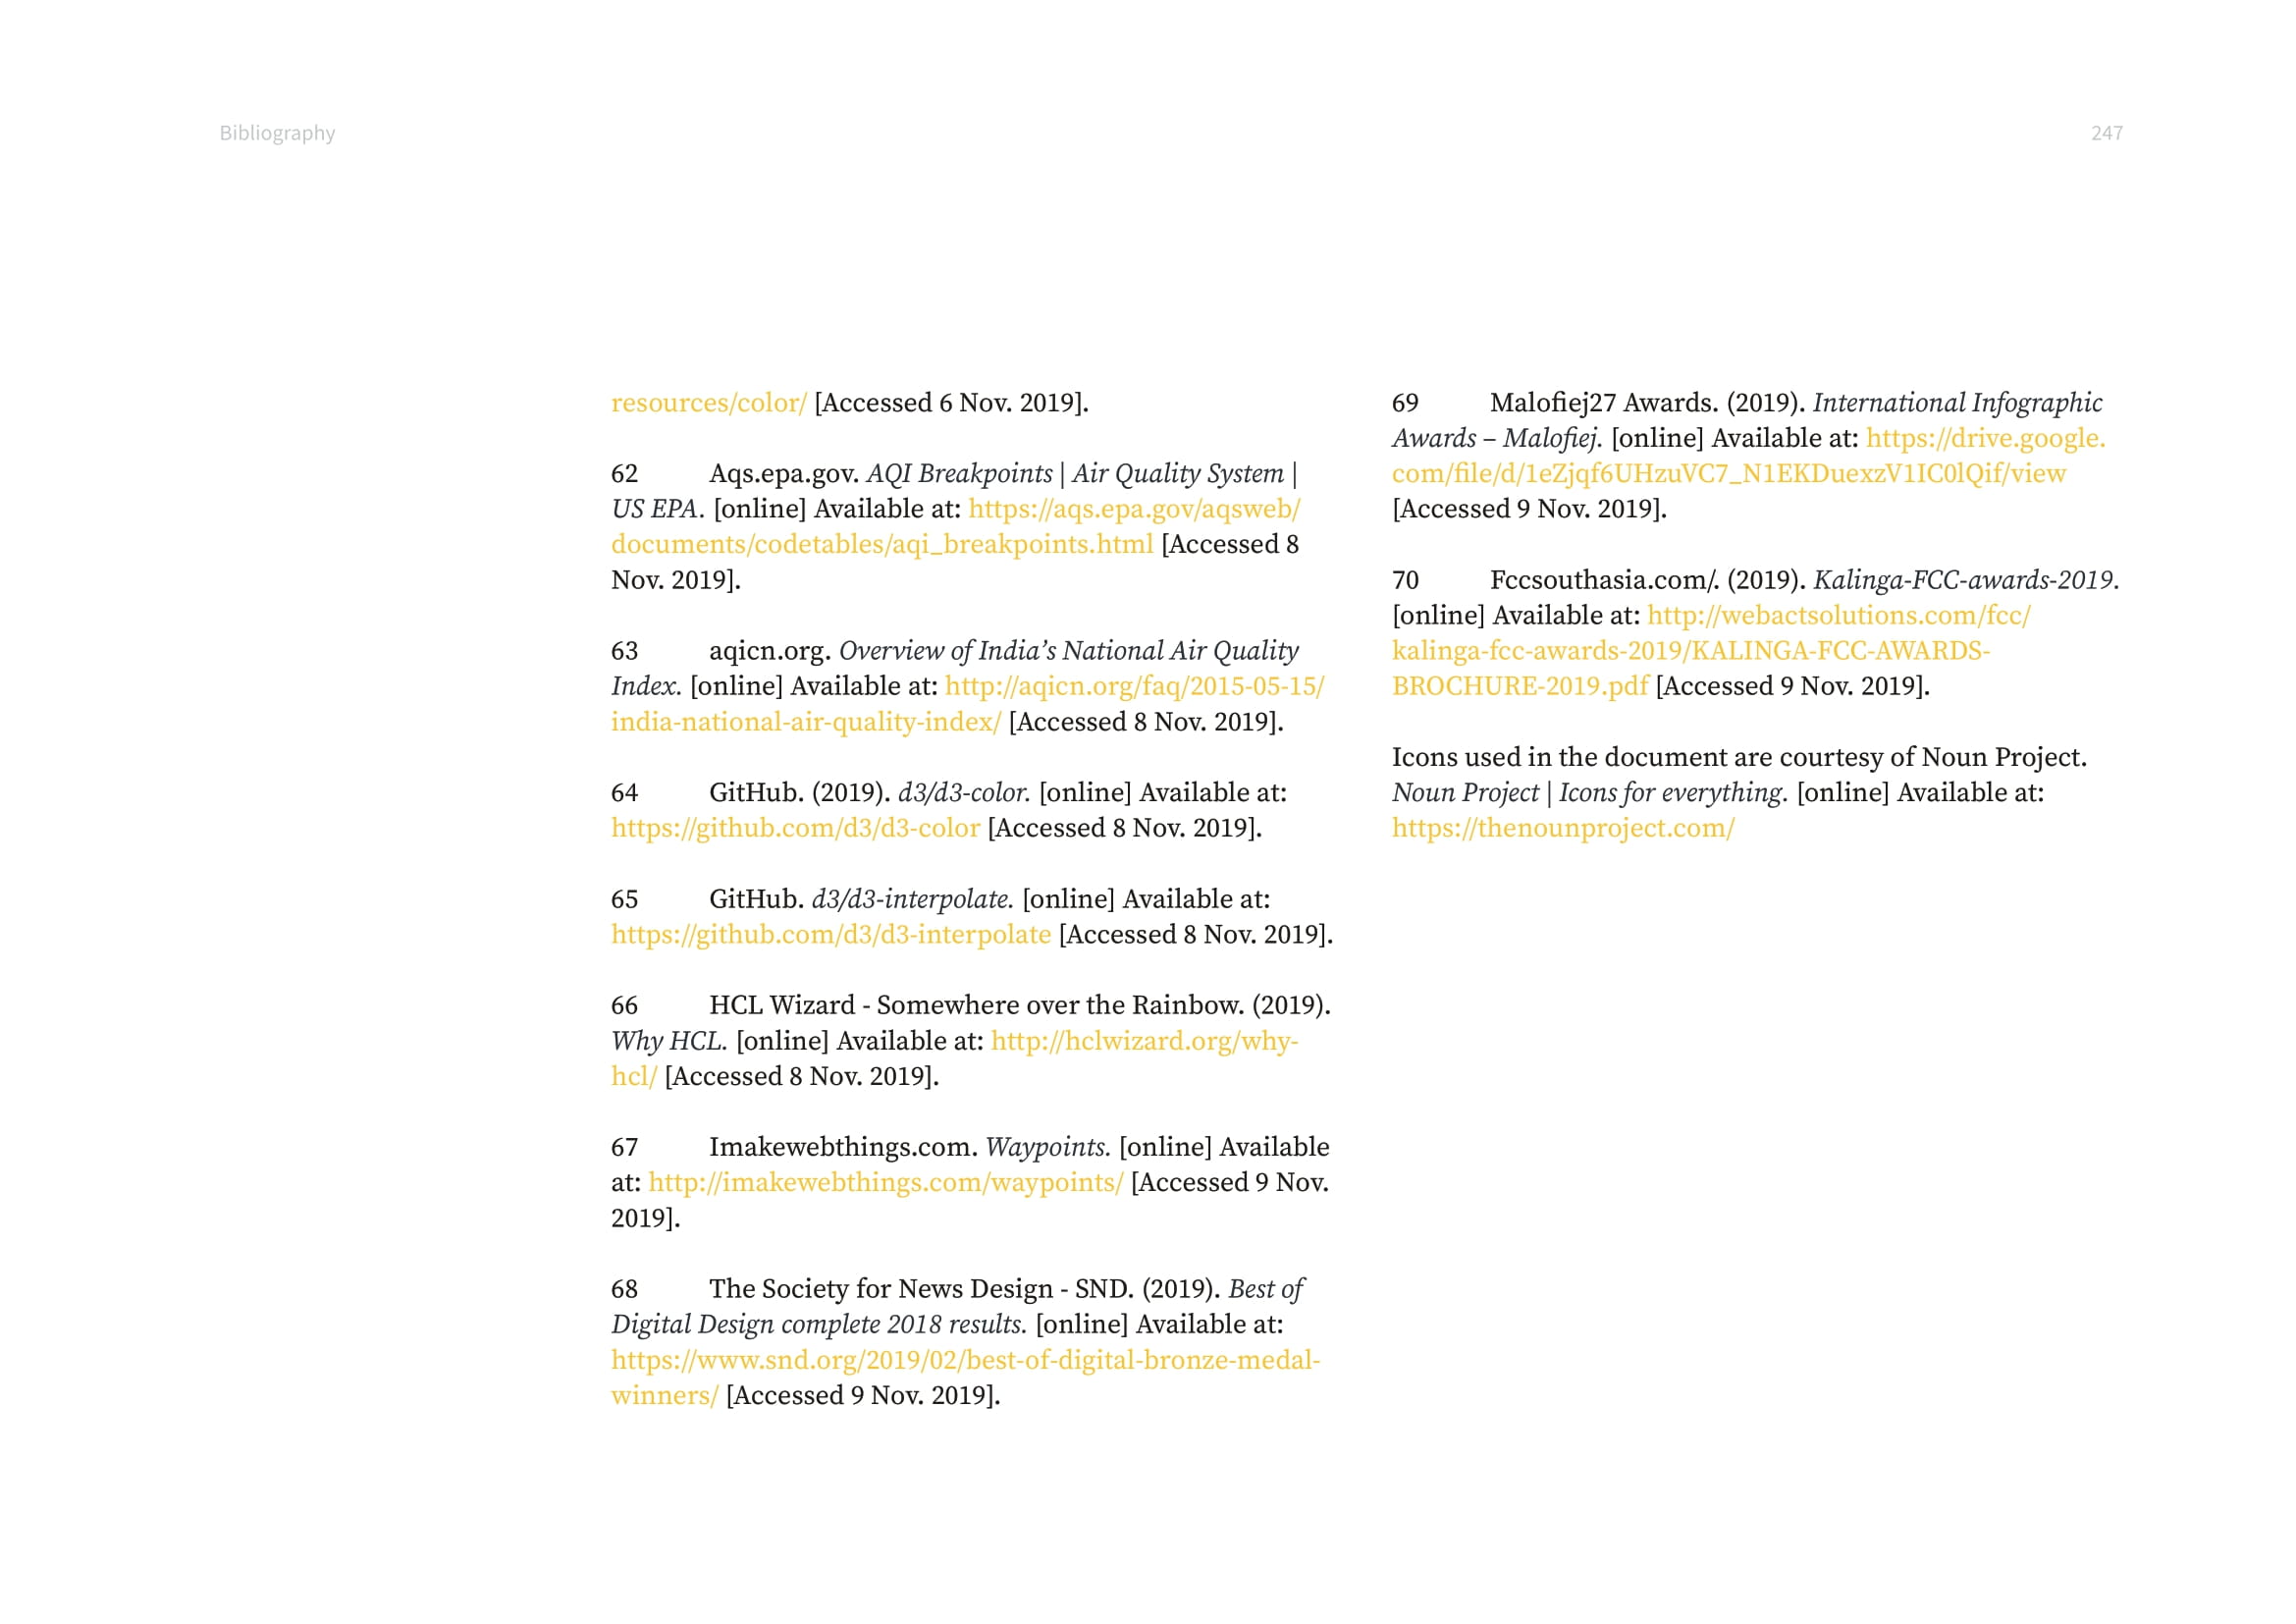 Bibliography
247
resources/color/ [Accessed 6 Nov. 2019].
62 Aqs.epa.gov. AQI Breakpoints | Air Quality System |
US EPA. [online] Available at: https://aqs.epa.gov/aqsweb/
documents/codetables/aqi_breakpoints.html [Accessed 8
Nov. 2019].
63 aqicn.org. Overview of India’s National Air Quality
Index. [online] Available at: http://aqicn.org/faq/2015-05-15/
india-national-air-quality-index/ [Accessed 8 Nov. 2019].
64 GitHub. (2019). d3/d3-color. [online] Available at:
https://github.com/d3/d3-color [Accessed 8 Nov. 2019].
65 GitHub. d3/d3-interpolate. [online] Available at:
https://github.com/d3/d3-interpolate [Accessed 8 Nov. 2019].
66 HCL Wizard - Somewhere over the Rainbow. (2019).
Why HCL. [online] Available at: http://hclwizard.org/why-
hcl/ [Accessed 8 Nov. 2019].
67 Imakewebthings.com. Waypoints. [online] Available
at: http://imakewebthings.com/waypoints/ [Accessed 9 Nov.
2019].
68 The Society for News Design - SND. (2019). Best of
Digital Design complete 2018 results. [online] Available at:
https://www.snd.org/2019/02/best-of-digital-bronze-medal-
winners/ [Accessed 9 Nov. 2019].
69 Malofiej27 Awards. (2019). International Infographic
Awards – Malofiej. [online] Available at: https://drive.google.
com/file/d/1eZjqf6UHzuVC7_N1EKDuexzV1IC0lQif/view
[Accessed 9 Nov. 2019].
70 Fccsouthasia.com/. (2019). Kalinga-FCC-awards-2019.
[online] Available at: http://webactsolutions.com/fcc/
kalinga-fcc-awards-2019/KALINGA-FCC-AWARDS-
BROCHURE-2019.pdf [Accessed 9 Nov. 2019].
Icons used in the document are courtesy of Noun Project.
Noun Project | Icons for everything. [online] Available at:
https://thenounproject.com/